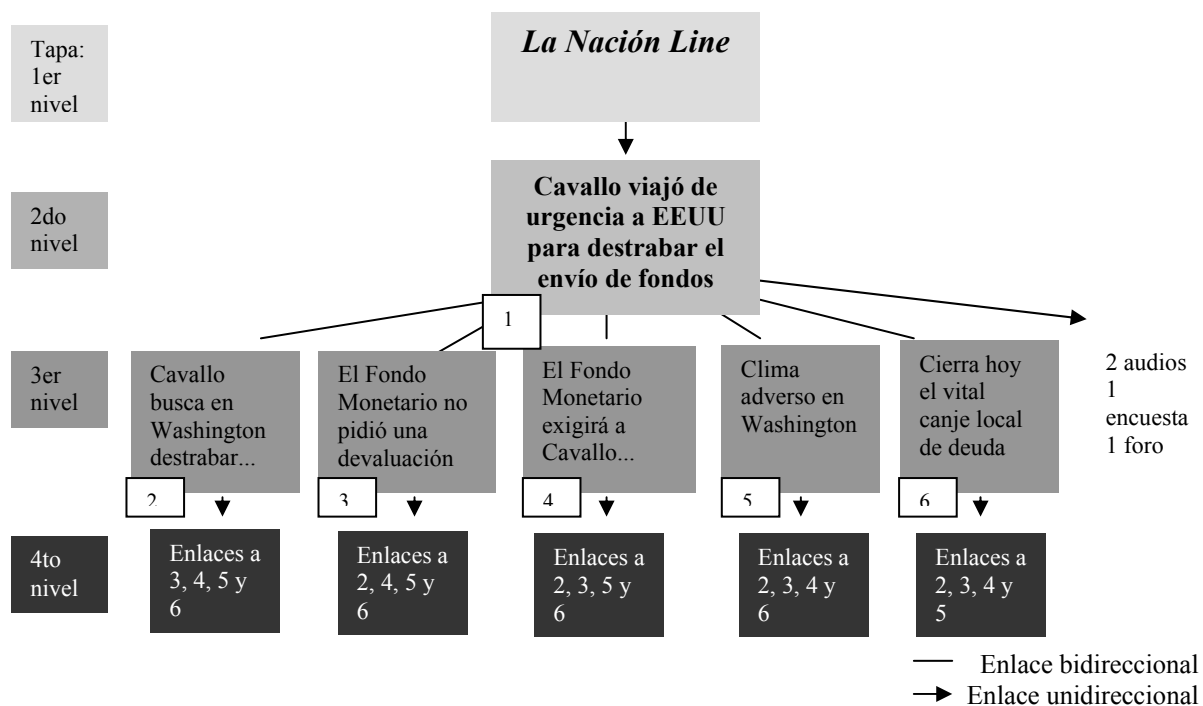 Tapa:
1er
nivel
La Nación Line
2do
nivel
Cavallo viajó de
urgencia a EEUU
para destrabar el
envío de fondos
1
3er
nivel
Cavallo
busca en
Washington
destrabar...
2
El Fondo
Monetario no
pidió una
devaluación
3
El Fondo
Monetario
exigirá a
Cavallo...
4
Clima
adverso en
Washington
5
Cierra hoy
el vital
canje local
de deuda
6
2 audios
1
encuesta
1 foro
4to
nivel
Enlaces a
3, 4, 5 y
6
Enlaces a
2, 4, 5 y
6
Enlaces a
2, 3, 5 y
6
Enlaces a
2, 3, 4 y
6
Enlaces a
2, 3, 4 y
5
Enlace bidireccional
Enlace unidireccional